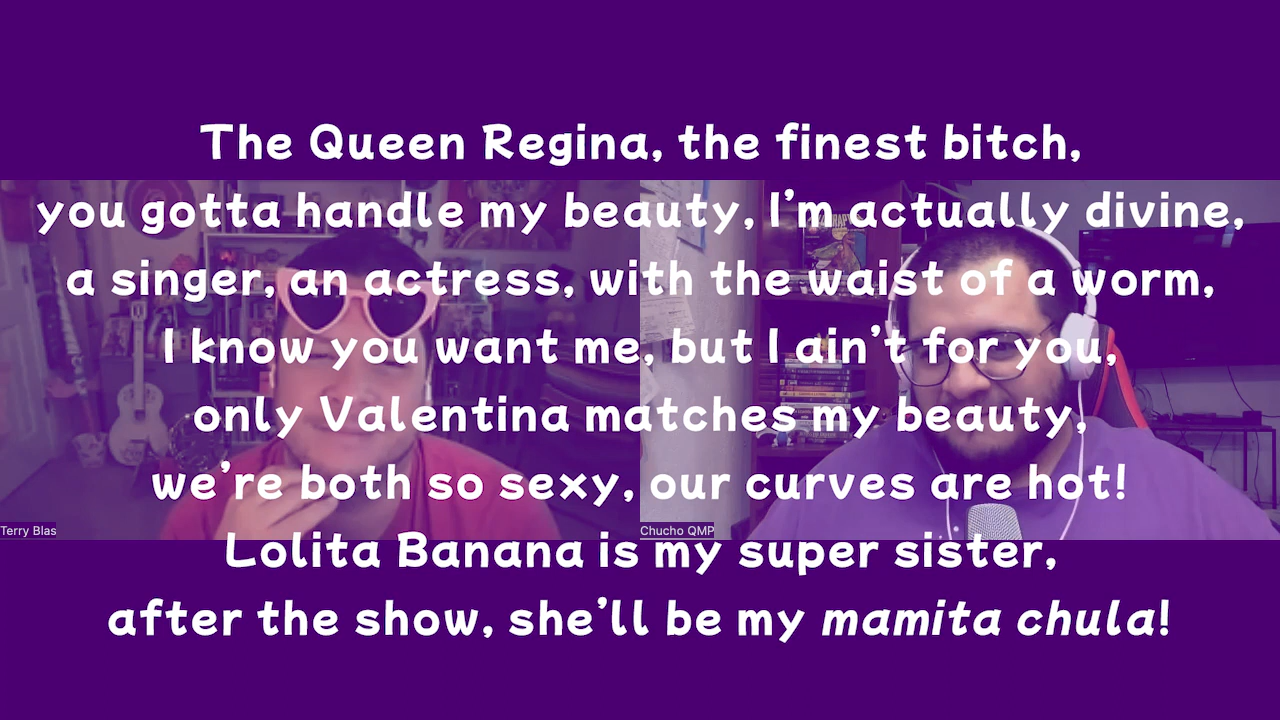 The Queen Regina, the finest bitch,
you gotta handle my beauty, I'm actually divine,
a singer, an actress, with the waist of a worm,
I know you want me, but I ain't for you,
only Valentina matches my beauty,
we're both so sexy, our curves are hot!
Terry Blas
Chucho QMP
Lolita Banana is my super sister,
after the show, she'll be my mamita chula!